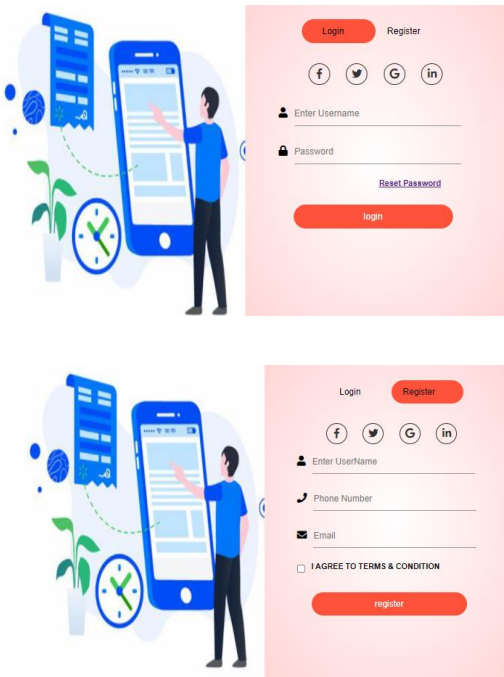 Login Register
Enter Username
Password
Reset Password
login
Login Register
Enter UserName
Phone Number
Email
I AGREE TO TERMS & CONDITION
register